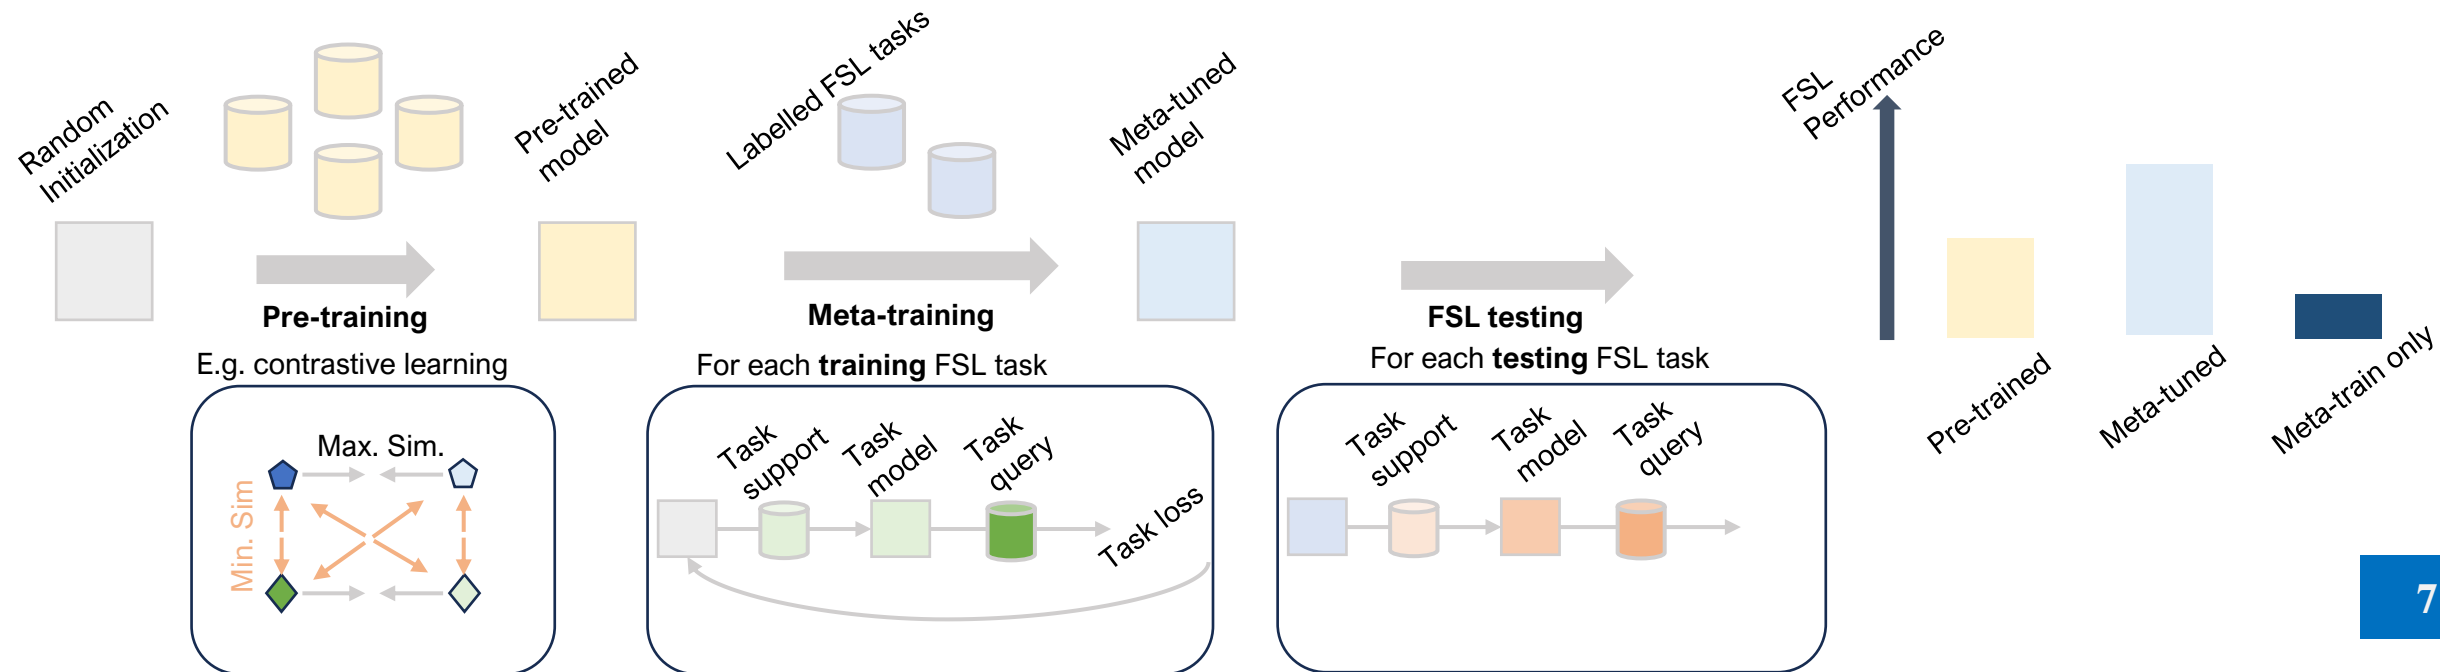 Random
Initialization
Pre-trained
model
Labelled FSL tasks
Meta-tuned
model
FSL
Performance
Pre-training
E.g. contrastive learning
Max. Sim.
Min. Sim
Meta-training
For each training FSL task
Task
support
Task
model
Task
query
Task loss
FSL testing
For each testing FSL task
Task
support
Task
model
Task
query
Pre-trained
Meta-tuned
Meta-train only
7